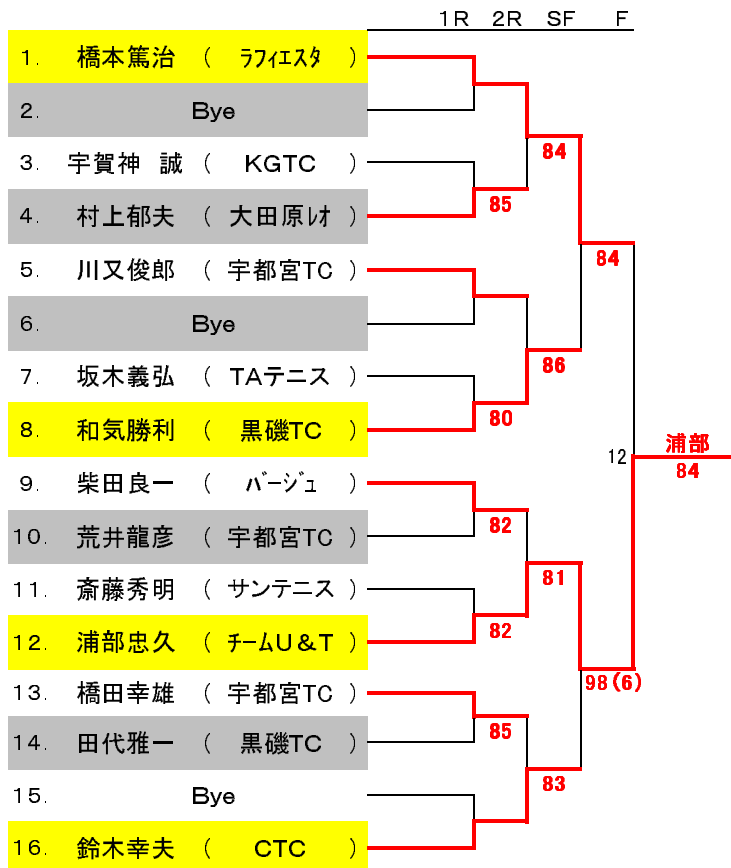 1R 2R SF F
1. 橋本篤治 ( ラフィエスタ )
2. Bye
84
3. 宇賀神 誠 ( KGTC )
85
4. 村上郁夫 ( 大田原レオ )
84
5. 川又俊郎 ( 宇都宮TC )
6. Bye
86
7. 坂木義弘 ( TAテニス )
80
8. 和気勝利 ( 黒磯TC )
浦部
12
84
9. 柴田良一 ( バージュ )
82
10. 荒井龍彦 ( 宇都宮TC )
81
11. 斎藤秀明 ( サンテニス )
82
12. 浦部忠久 ( チームU&T )
98(6)
13. 橋田幸雄 ( 宇都宮TC )
85
14. 田代雅一 ( 黒磯TC )
83
15. Bye
16. 鈴木幸夫 ( CTC )